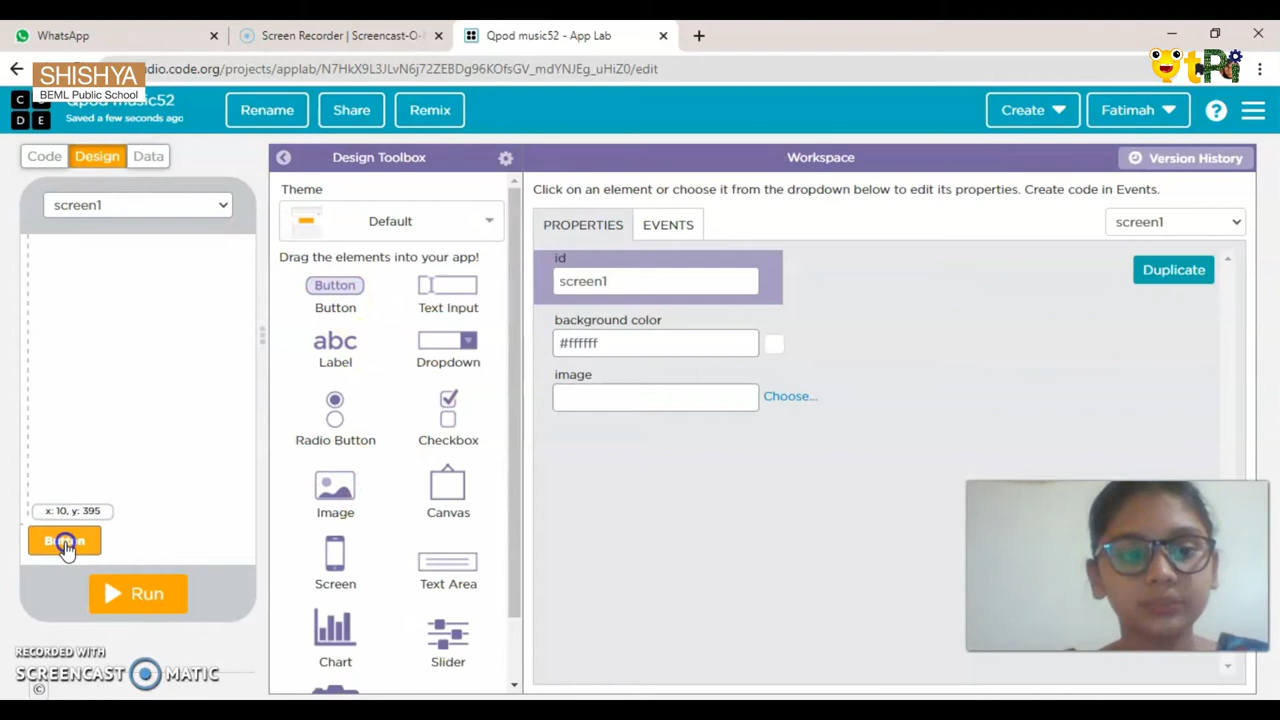 WhatsApp
Screen Recorder | Screencast-O-
Qpod music52 - App Lab
SHISHYA
BEML Public School
dio.code.org/projects/applab/N7HkX9L3JLvN6j72ZEBDg96KOfsGV_mdYNJEg_uHiZ0/edit
tPi
C O
D E
Qpod music52
Saved a few seconds ago
Rename
Share
Remix
Create
Fatimah
?
Code
Design
Data
Design Toolbox
Workspace
Version History
screen1
Theme
Default
Click on an element or choose it from the dropdown below to edit its properties. Create code in Events.
PROPERTIES
EVENTS
screen1
Drag the elements into your app!
id
screen1
Duplicate
Button
Button
Text Input
background color
#ffffff
abc
Label
Dropdown
image
Choose...
Radio Button
Checkbox
Image
Canvas
x: 10, y: 395
Button
Screen
Text Area
Run
Chart
Slider
RECORDED WITH
SCREENCAST MATIC
©